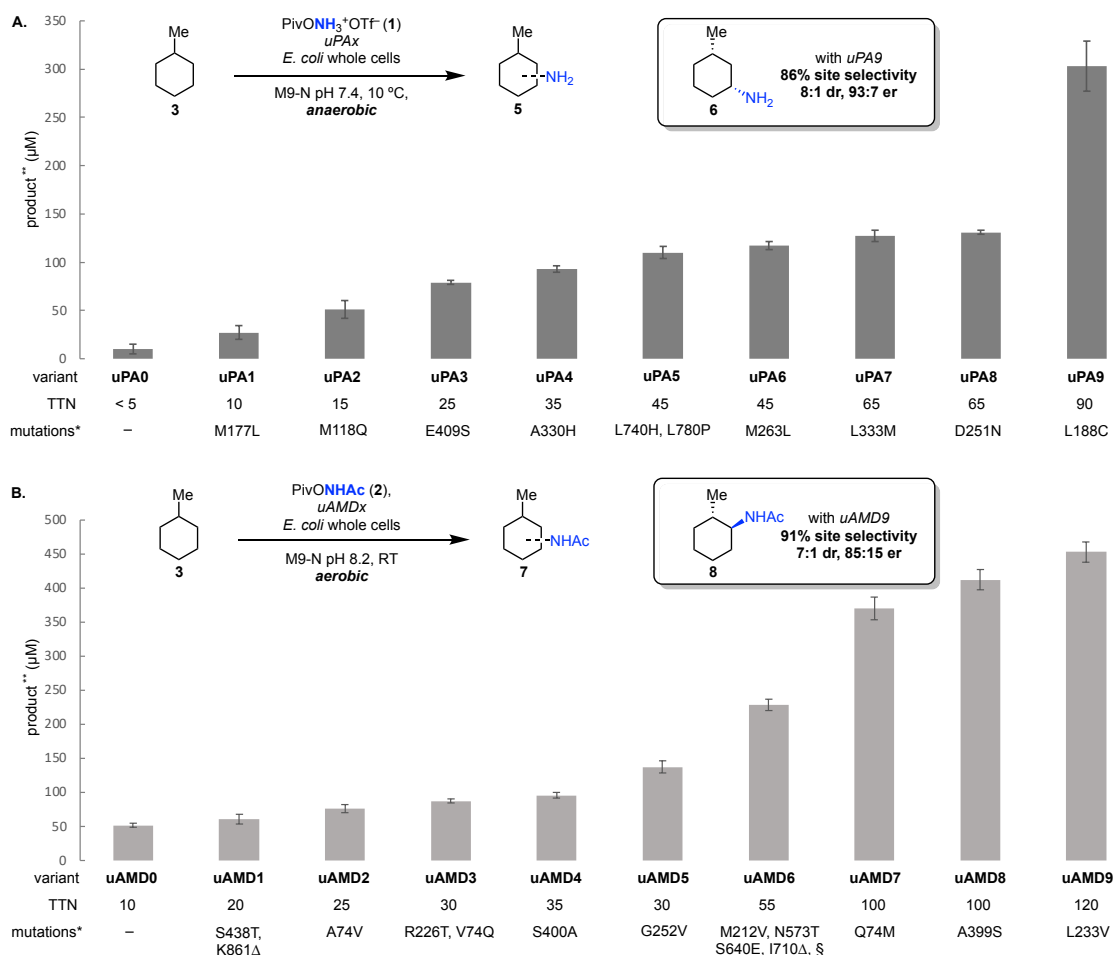 A.
350
300
250
200
150
100
50
0
product ** (µM)
Me
3
PivONH₃⁺OTf⁻ (1)
uPAx
E. coli whole cells
M9-N pH 7.4, 10 ºC,
anaerobic
Me
NH₂
5
Me
NH₂
6
with uPA9
86% site selectivity
8:1 dr, 93:7 er
variant uPA0 uPA1 uPA2 uPA3 uPA4 uPA5 uPA6 uPA7 uPA8 uPA9
TTN < 5 10 15 25 35 45 45 65 65 90
mutations* – M177L M118Q E409S A330H L740H, L780P M263L L333M D251N L188C
B.
500
450
400
350
300
250
200
150
100
50
0
product ** (µM)
Me
3
PivONHAc (2),
uAMDx
E. coli whole cells
M9-N pH 8.2, RT
aerobic
Me
NHAc
7
Me
NHAc
8
with uAMD9
91% site selectivity
7:1 dr, 85:15 er
variant uAMD0 uAMD1 uAMD2 uAMD3 uAMD4 uAMD5 uAMD6 uAMD7 uAMD8 uAMD9
TTN 10 20 25 30 35 30 55 100 100 120
mutations* – S438T, A74V R226T, V74Q S400A G252V M212V, N573T Q74M A399S L233V
K861Δ S640E, I710Δ, §